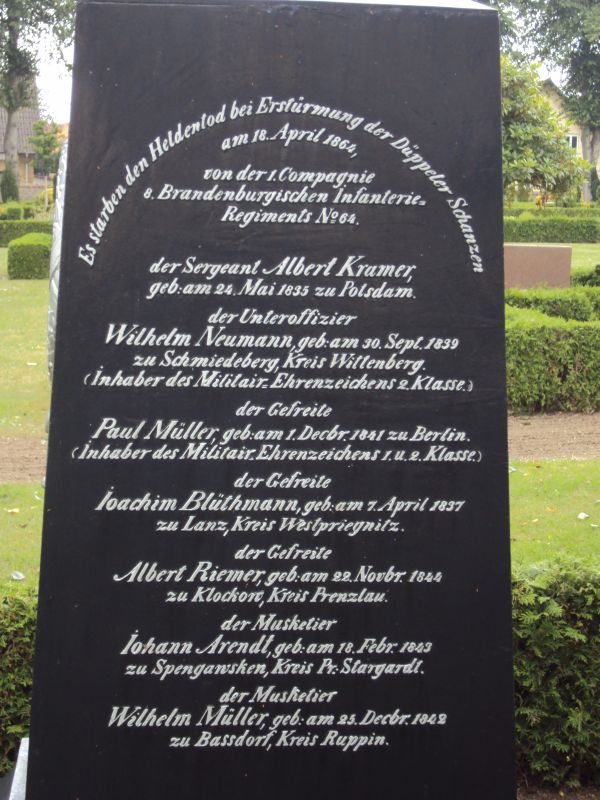 Es starben den Heldentod bei Erstürmung der Düppeler Schanzen
am 18. April 1864,
von der 1. Compagnie
8. Brandenburgischen Infanterie-
Regiments No 64.
der Sergeant Albert Kramer,
geb: am 24. Mai 1835 zu Potsdam.
der Unteroffizier
Wilhelm Neumann, geb: am 30. Sept. 1839
zu Schmiedeberg, Kreis Wittenberg.
(Inhaber des Militair-Ehrenzeichens 2. Klasse.)
der Gefreite
Paul Müller, geb: am 1. Decbr. 1841 zu Berlin.
(Inhaber des Militair-Ehrenzeichens 1. u. 2. Klasse.)
der Gefreite
Joachim Blüthmann, geb: am 7. April 1837
zu Lanz, Kreis Westpriegnitz.
der Gefreite
Albert Riemer, geb: am 22. Novbr. 1844
zu Klockow, Kreis Prenzlau.
der Musketier
Johann Arendt, geb: am 18. Febr. 1843
zu Spengawsken, Kreis Pr. Stargardt.
der Musketier
Wilhelm Müller, geb: am 25. Decbr. 1842
zu Bassdorf, Kreis Ruppin.